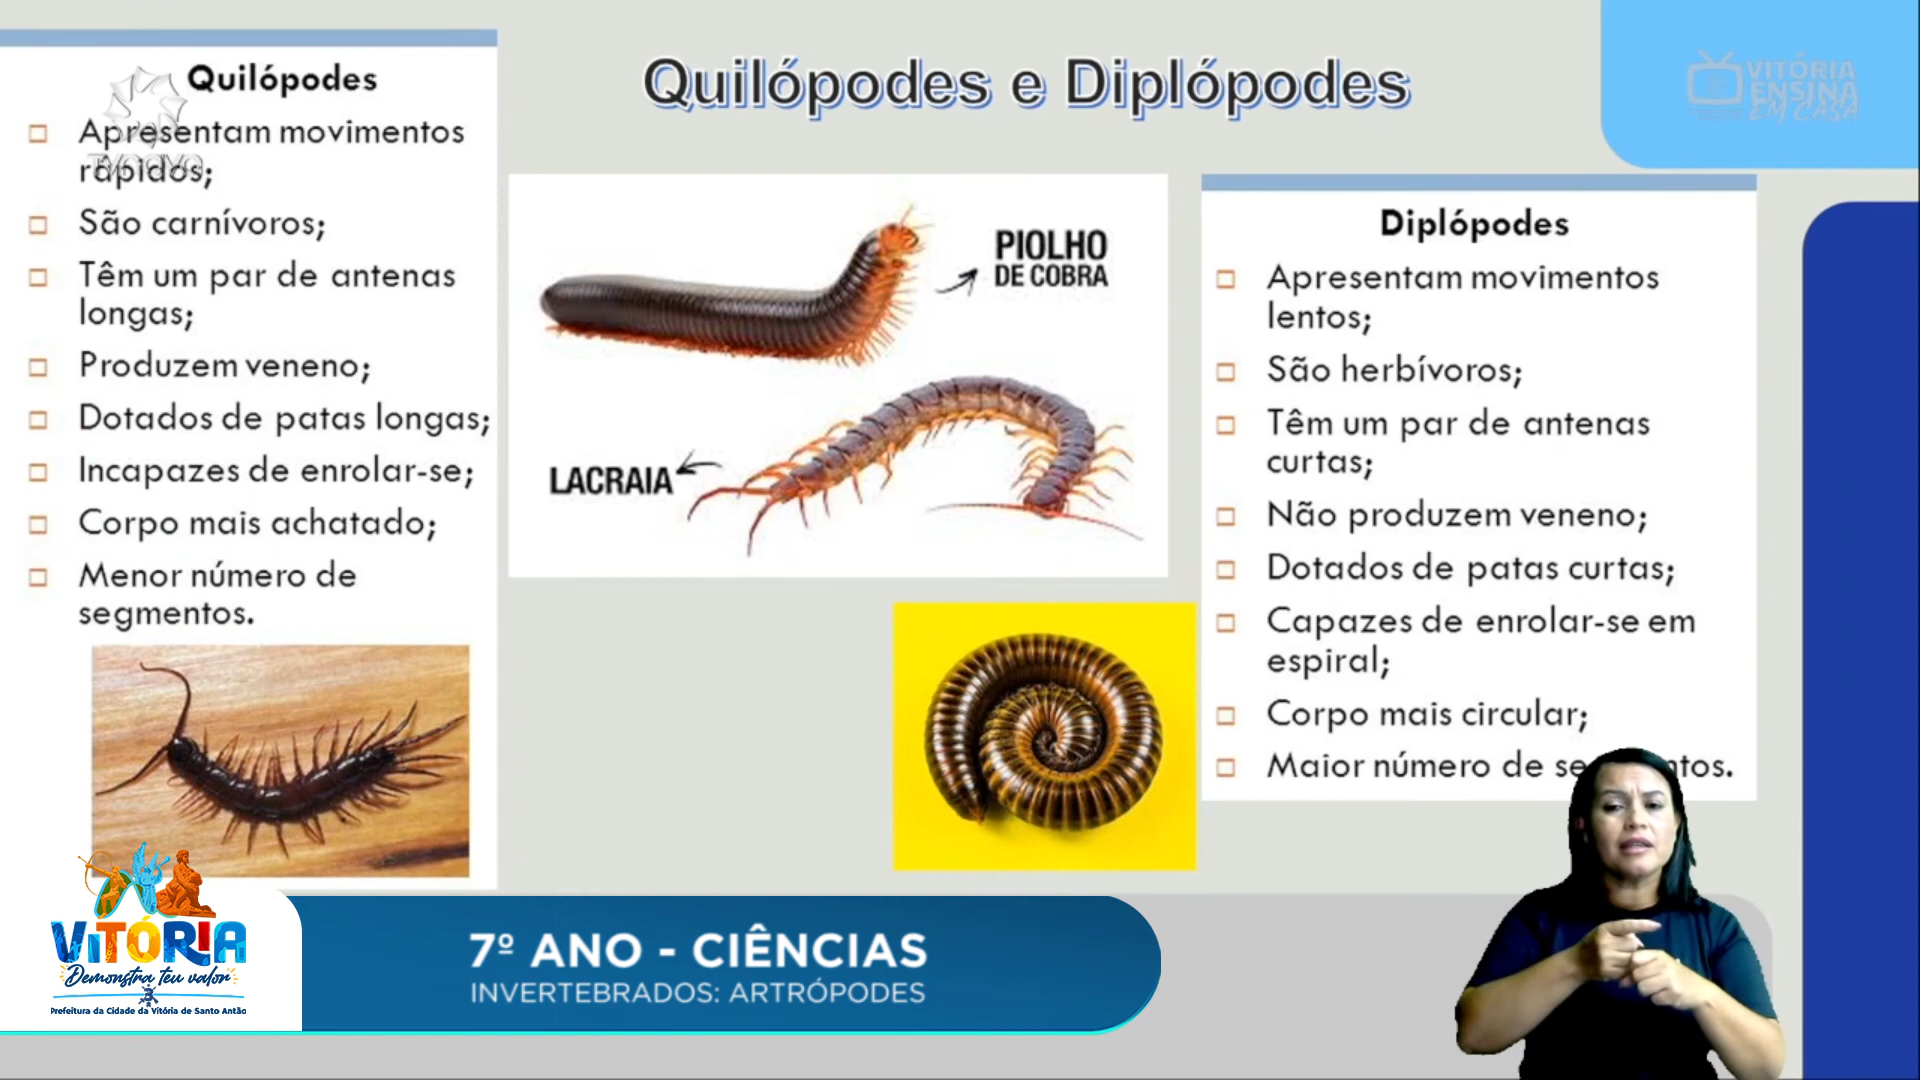 Quilópodes
Apresentam movimentos
rápidos;
São carnívoros;
Têm um par de antenas
longas;
Produzem veneno;
Dotados de patas longas;
Incapazes de enrolar-se;
Corpo mais achatado;
Menor número de
segmentos.
Quilópodes e Diplópodes
PIOLHO
DE COBRA
LACRAIA
VITÓRIA
ENSINA
EM CASA
Diplópodes
Apresentam movimentos
lentos;
São herbívoros;
Têm um par de antenas
curtas;
Não produzem veneno;
Dotados de patas curtas;
Capazes de enrolar-se em
espiral;
Corpo mais circular;
Maior número de
VITÓRIA
Demonstra teu valor
Prefeitura da Cidade da Vitória de Santo Antão
7º ANO - CIÊNCIAS
INVERTEBRADOS: ARTRÓPODES